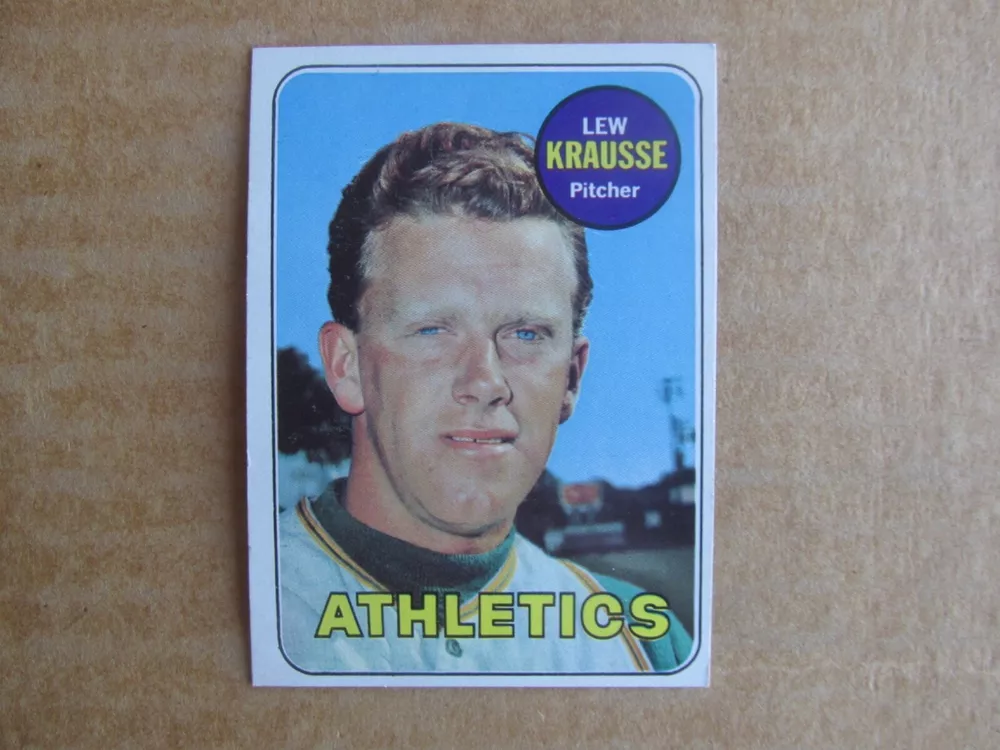 LEW
KRAUSSE
Pitcher
ATHLETICS